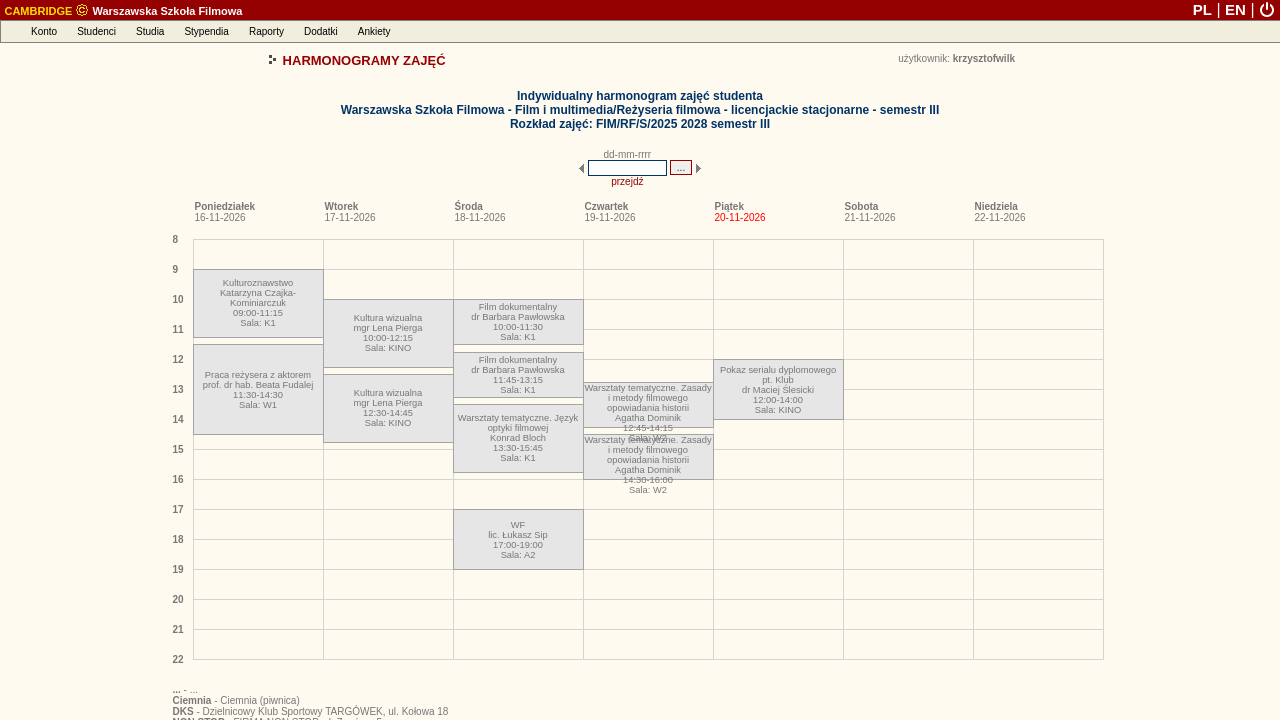 CAMBRIDGE Warszawska Szkoła Filmowa
PL | EN |
Konto Studenci Studia Stypendia Raporty Dodatki Ankiety
HARMONOGRAMY ZAJĘĆ
użytkownik: krzysztofwilk
Indywidualny harmonogram zajęć studenta
Warszawska Szkoła Filmowa - Film i multimedia/Reżyseria filmowa - licencjackie stacjonarne - semestr III
Rozkład zajęć: FIM/RF/S/2025 2028 semestr III
dd-mm-rrrr
...
przejdź
Poniedziałek Wtorek Środa Czwartek Piątek Sobota Niedziela
16-11-2026 17-11-2026 18-11-2026 19-11-2026 20-11-2026 21-11-2026 22-11-2026
8
9
10
11
12
13
14
15
16
17
18
19
20
21
22
Kulturoznawstwo
Katarzyna Czajka-
Kominiarczuk
09:00-11:15
Sala: K1
Praca reżysera z aktorem
prof. dr hab. Beata Fudalej
11:30-14:30
Sala: W1
Kultura wizualna
mgr Lena Pierga
10:00-12:15
Sala: KINO
Kultura wizualna
mgr Lena Pierga
12:30-14:45
Sala: KINO
Film dokumentalny
dr Barbara Pawłowska
10:00-11:30
Sala: K1
Film dokumentalny
dr Barbara Pawłowska
11:45-13:15
Sala: K1
Warsztaty tematyczne. Język
optyki filmowej
Konrad Bloch
13:30-15:45
Sala: K1
WF
lic. Łukasz Sip
17:00-19:00
Sala: A2
Warsztaty tematyczne. Zasady
i metody filmowego
opowiadania historii
Agatha Dominik
12:45-14:15
Sala: W2
Warsztaty tematyczne. Zasady
i metody filmowego
opowiadania historii
Agatha Dominik
14:30-16:00
Sala: W2
Pokaz serialu dyplomowego
pt. Klub
dr Maciej Ślesicki
12:00-14:00
Sala: KINO
... - ...
Ciemnia - Ciemnia (piwnica)
DKS - Dzielnicowy Klub Sportowy TARGÓWEK, ul. Kołowa 18